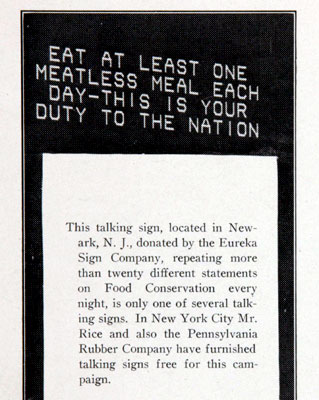 EAT AT LEAST ONE
MEATLESS MEAL EACH
DAY-THIS IS YOUR
DUTY TO THE NATION
This talking sign, located in New-
ark, N. J., donated by the Eureka
Sign Company, repeating more
than twenty different statements
on Food Conservation every
night, is only one of several talk-
ing signs. In New York City Mr.
Rice and also the Pennsylvania
Rubber Company have furnished
talking signs free for this cam-
paign.